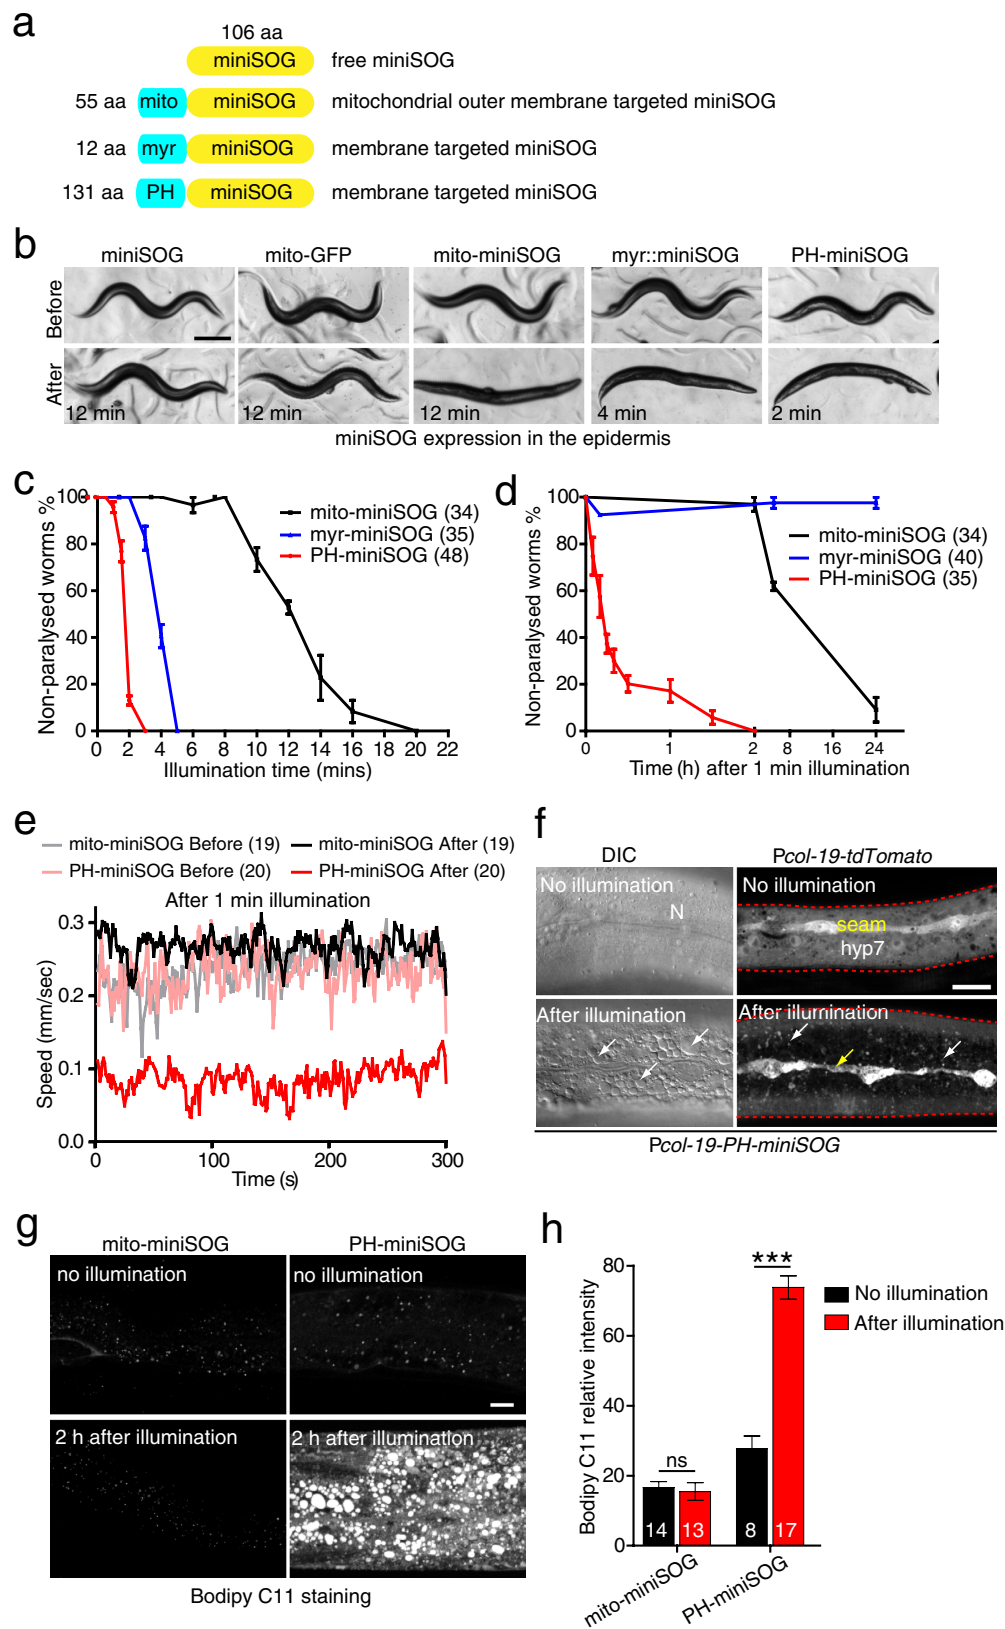 a
106 aa
miniSOG free miniSOG
55 aa mito miniSOG mitochondrial outer membrane targeted miniSOG
12 aa myr miniSOG membrane targeted miniSOG
131 aa PH miniSOG membrane targeted miniSOG
b
miniSOG mito-GFP mito-miniSOG myr::miniSOG PH-miniSOG
Before
After
12 min 12 min 12 min 4 min 2 min
miniSOG expression in the epidermis
c
Non-paralysed worms %
100
80
60
40
20
0
mito-miniSOG (34)
myr-miniSOG (35)
PH-miniSOG (48)
0 2 4 6 8 10 12 14 16 18 20 22
Illumination time (mins)
d
Non-paralysed worms %
100
80
60
40
20
0
mito-miniSOG (34)
myr-miniSOG (40)
PH-miniSOG (35)
0 1 2 8 16 24
Time (h) after 1 min illumination
e
mito-miniSOG Before (19) mito-miniSOG After (19)
PH-miniSOG Before (20) PH-miniSOG After (20)
After 1 min illumination
Speed (mm/sec)
0.3
0.2
0.1
0.0
0 100 200 300
Time (s)
f
DIC Pcol-19-tdTomato
No illumination No illumination
N
seam
hyp7
After illumination After illumination
Pcol-19-PH-miniSOG
g
mito-miniSOG PH-miniSOG
no illumination no illumination
2 h after illumination 2 h after illumination
Bodipy C11 staining
h
Bodipy C11 relative intensity
80
60
40
20
0
***
ns
No illumination
After illumination
14 13 8 17
mito-miniSOG PH-miniSOG